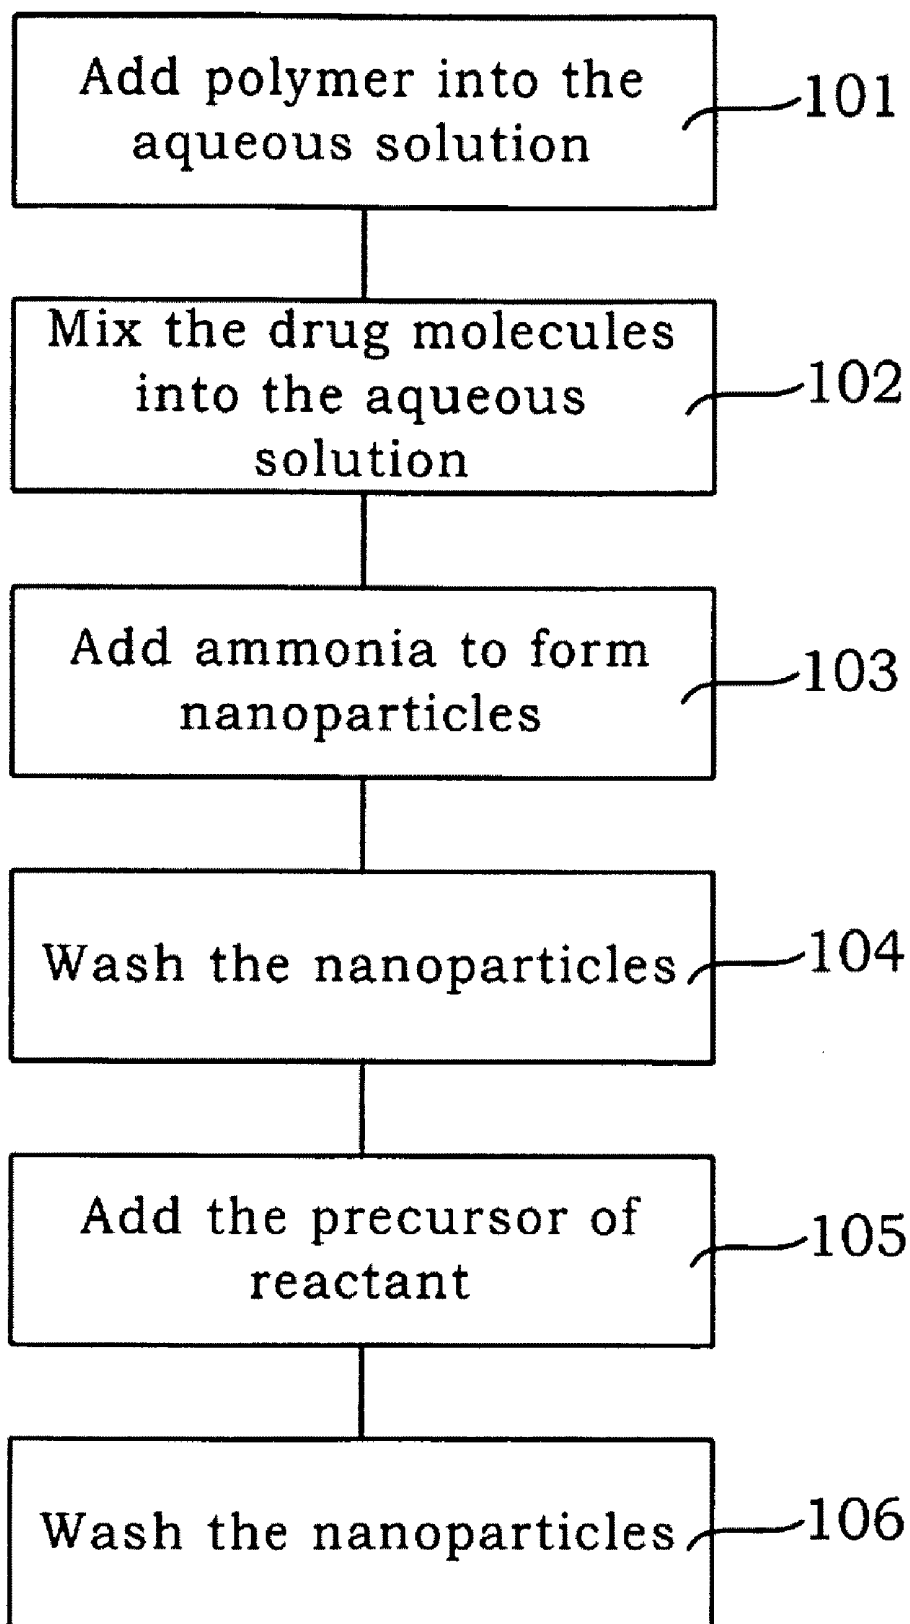 Add polymer into the
aqueous solution
101
Mix the drug molecules
into the aqueous
solution
102
Add ammonia to form
nanoparticles
103
Wash the nanoparticles
104
Add the precursor of
reactant
105
Wash the nanoparticles
106